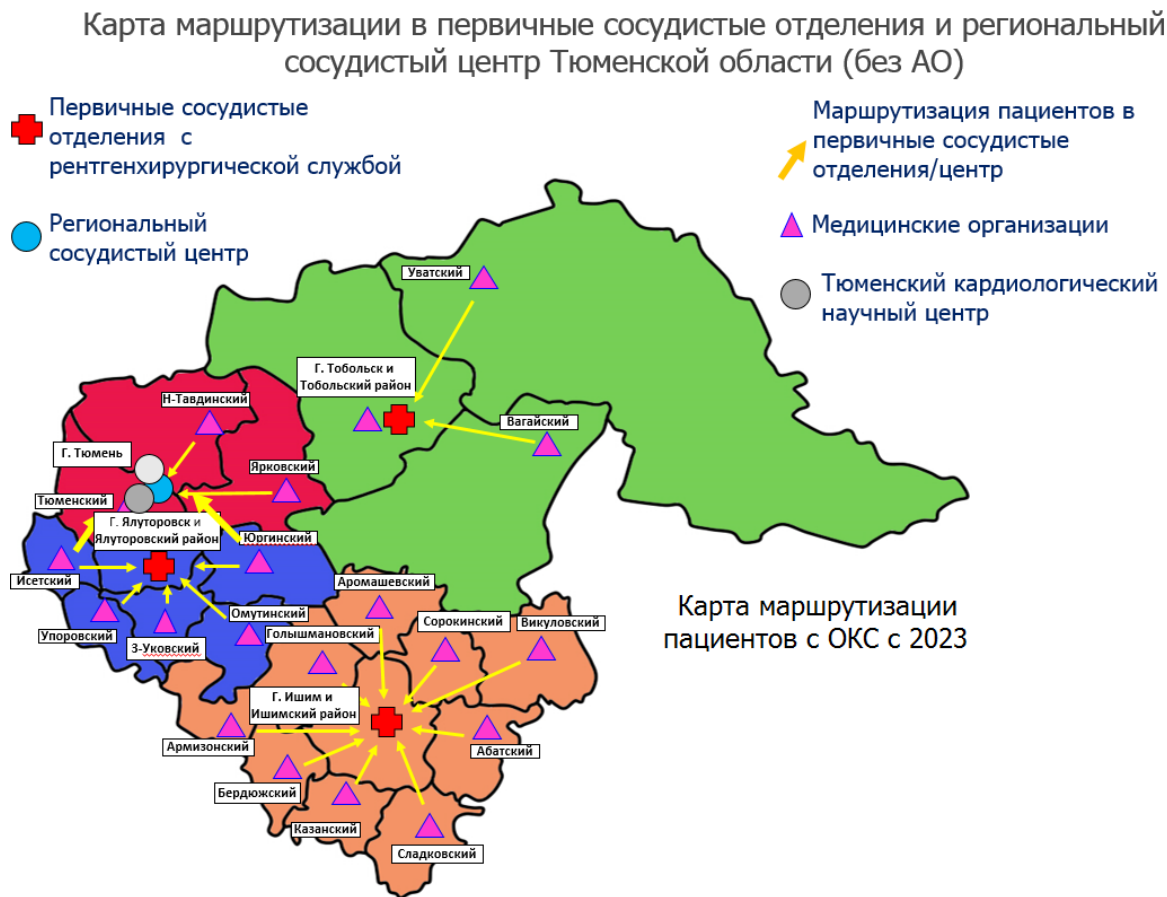 Карта маршрутизации в первичные сосудистые отделения и региональный
сосудистый центр Тюменской области (без АО)
Первичные сосудистые
отделения с
рентгенхирургической службой
Региональный
сосудистый центр
Маршрутизация пациентов в
первичные сосудистые
отделения/центр
Медицинские организации
Тюменский кардиологический
научный центр
Уватский
Г. Тобольск и
Тобольский район
Н-Тавдинский
Вагайский
Г. Тюмень
Ярковский
Тюменский
Г. Ялуторовск и
Ялуторовский район
Юргинский
Исетский
Аромашевский
Омутинский
Упоровский
З-Уковский
Голышмановский
Сорокинский
Викуловский
Карта маршрутизации
пациентов с ОКС с 2023
Г. Ишим и
Ишимский район
Армизонский
Абатский
Бердюжский
Казанский
Сладковский